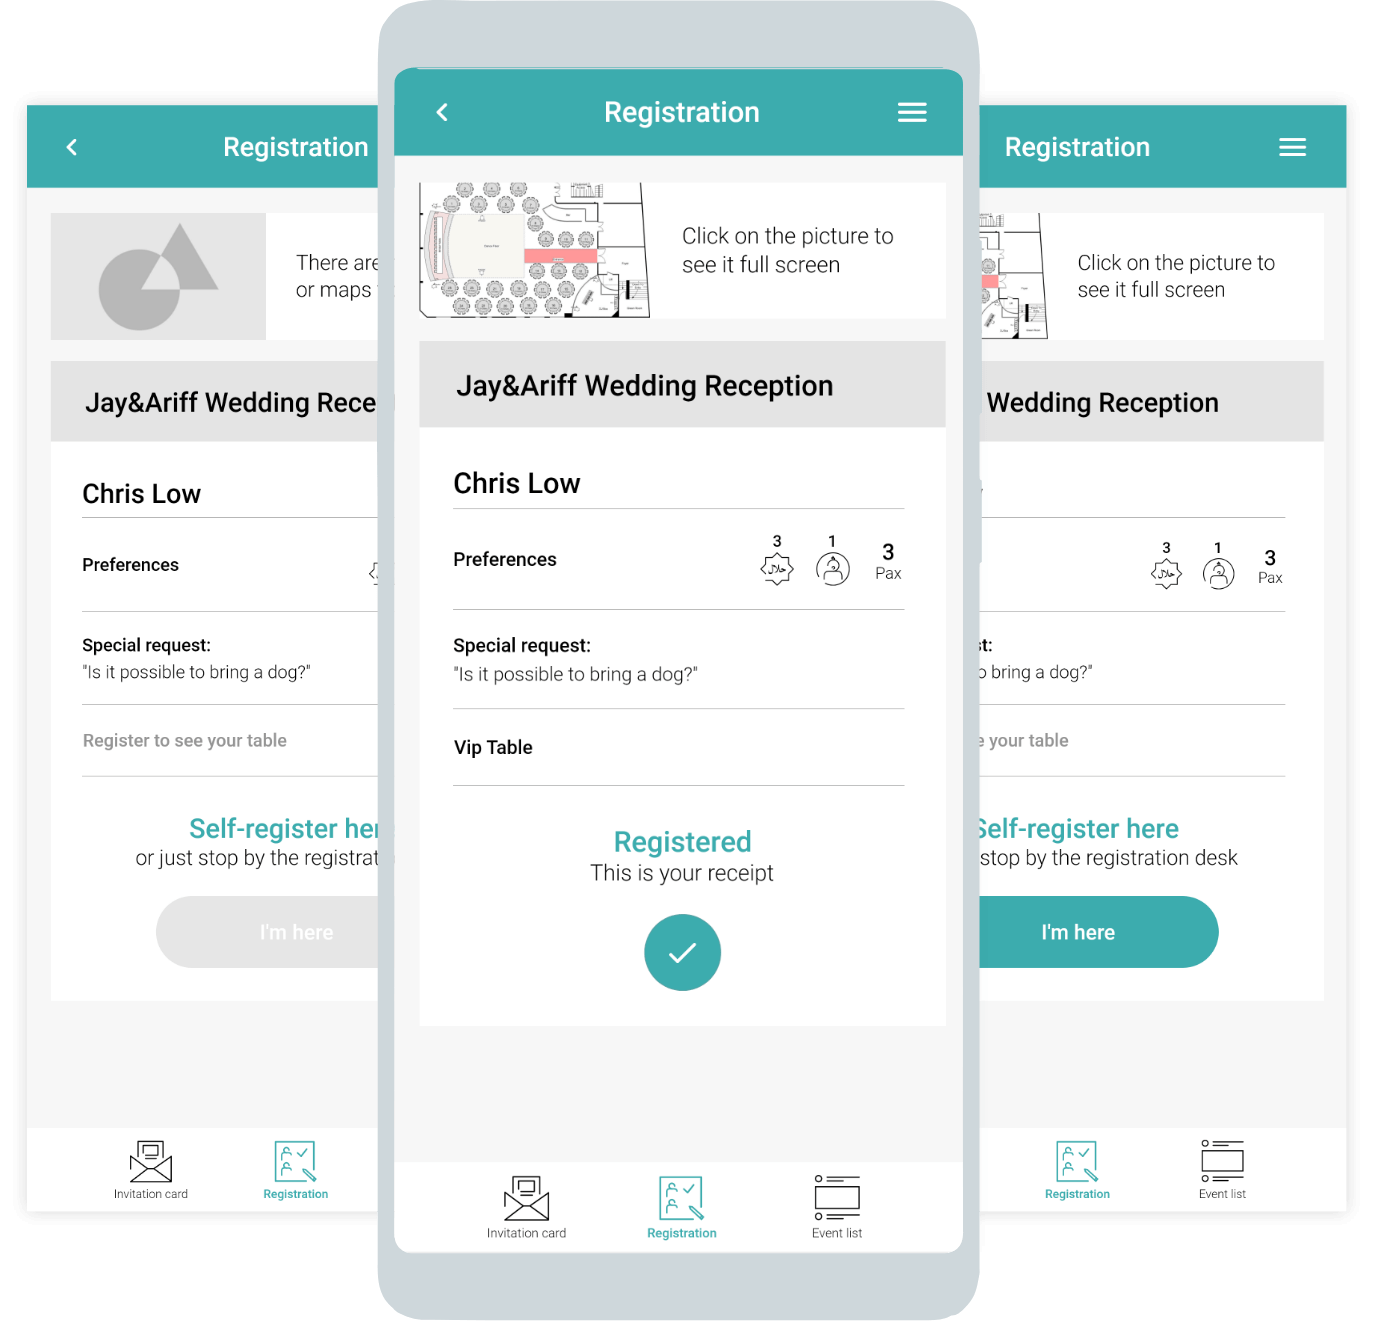 Registration
There are
or maps
Jay&Ariff Wedding Rece
Chris Low
Preferences
Special request:
"Is it possible to bring a dog?"
Register to see your table
Self-register her
or just stop by the registrat
I'm here
Invitation card
Registration
Registration
Click on the picture to
see it full screen
Jay&Ariff Wedding Reception
Chris Low
3 1 3
Preferences
حلال
Pax
Special request:
"Is it possible to bring a dog?"
Vip Table
Registered
This is your receipt
Invitation card
Registration
Event list
Registration
Click on the picture to
see it full screen
Wedding Reception
3 1 3
حلال
Pax
st:
bring a dog?"
your table
Self-register here
stop by the registration desk
I'm here
Registration
Event list